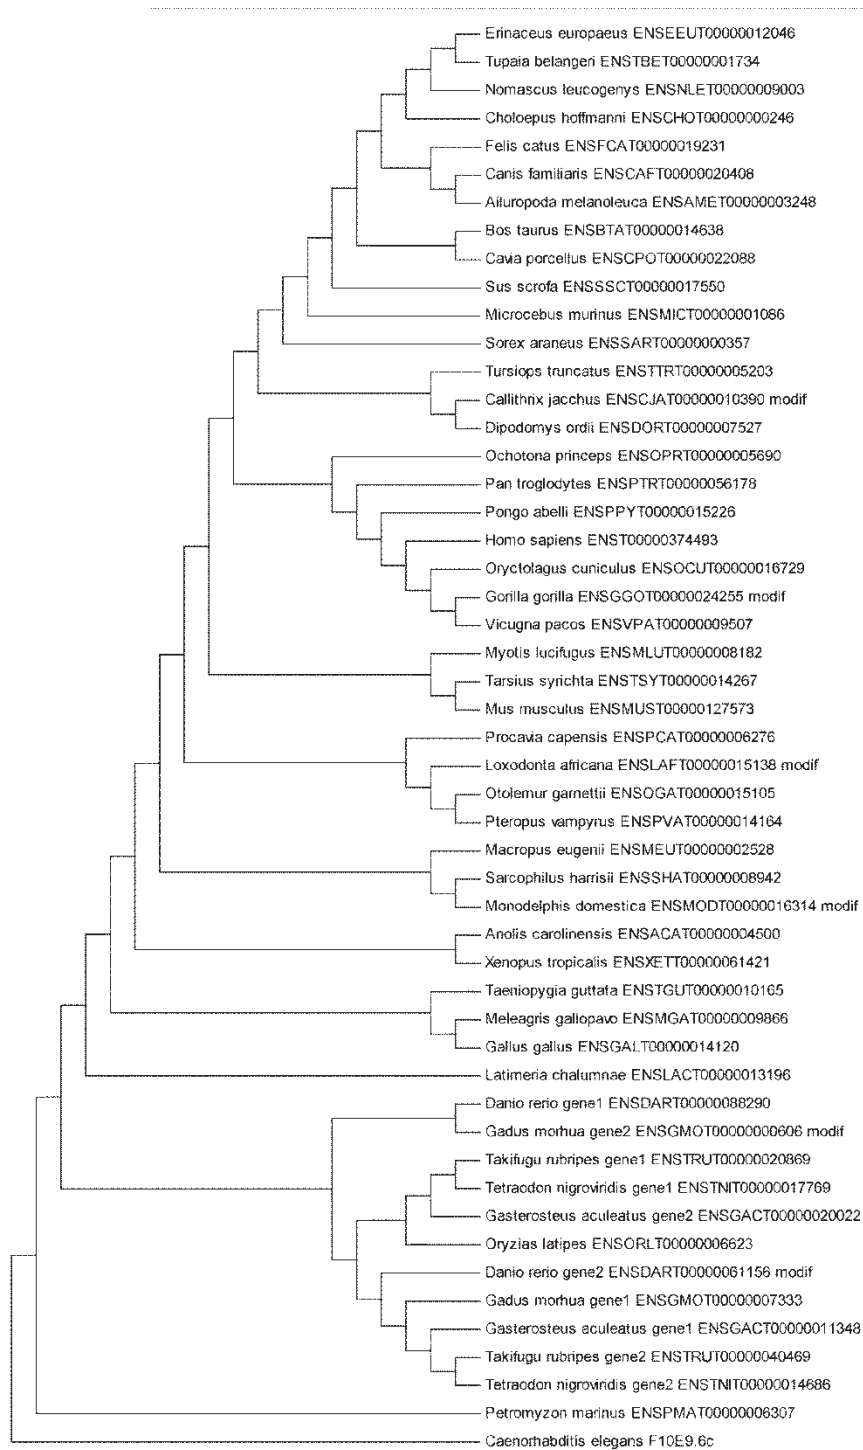 Erinaceus europaeus ENSEEUT00000012046
Tupaia belangeri ENSTBET00000001734
Nomascus leucogenys ENSNLET00000009003
Choloepus hoffmanni ENSCHOT00000000246
Felis catus ENSFCAT00000019231
Canis familiaris ENSCAFT00000020408
Ailuropoda melanoleuca ENSAMET00000003248
Bos taurus ENSBTAT00000014638
Cavia porcellus ENSCPOT00000022088
Sus scrofa ENSSSCT00000017550
Microcebus murinus ENSMICT00000001086
Sorex araneus ENSSART00000000357
Tursiops truncatus ENSTTRT00000005203
Callithrix jacchus ENSCJAT00000010390 modif
Dipodomys ordii ENSDORT00000007527
Ochotona princeps ENSOPRT00000005690
Pan troglodytes ENSPTRT00000056178
Pongo abelli ENSPPYT00000015226
Homo sapiens ENST00000374493
Oryctolagus cuniculus ENSOCUT00000016729
Gorilla gorilla ENSGGOT00000024255 modif
Vicugna pacos ENSVPAT00000009507
Myotis lucifugus ENSMLUT00000008182
Tarsius syrichta ENSTSYT00000014267
Mus musculus ENSMUST00000127573
Procavia capensis ENSPCAT00000006276
Loxodonta africana ENSLAFT00000015138 modif
Otolemur garnettii ENSOGAT00000015105
Pteropus vampyrus ENSPVAT00000014164
Macropus eugenii ENSMEUT00000002528
Sarcophilus harrisii ENSSHAT00000008942
Monodelphis domestica ENSMODT00000016314 modif
Anolis carolinensis ENSACAT00000004500
Xenopus tropicalis ENSXETT00000061421
Taeniopygia guttata ENSTGUT00000010165
Meleagris gallopavo ENSMGAT00000009866
Gallus gallus ENSGALT00000014120
Latimeria chalumnae ENSLACT00000013196
Danio rerio gene1 ENSDART00000088290
Gadus morhua gene2 ENSGMOT00000000606 modif
Takifugu rubripes gene1 ENSTRUT00000020869
Tetraodon nigroviridis gene1 ENSTNIT00000017769
Gasterosteus aculeatus gene2 ENSGACT00000020022
Oryzias latipes ENSORLT00000006623
Danio rerio gene2 ENSDART00000061156 modif
Gadus morhua gene1 ENSGMOT00000007333
Gasterosteus aculeatus gene1 ENSGACT00000011348
Takifugu rubripes gene2 ENSTRUT00000040469
Tetraodon nigroviridis gene2 ENSTNIT00000014686
Petromyzon marinus ENSPMAT00000006307
Caenorhabditis elegans F10E9.6c